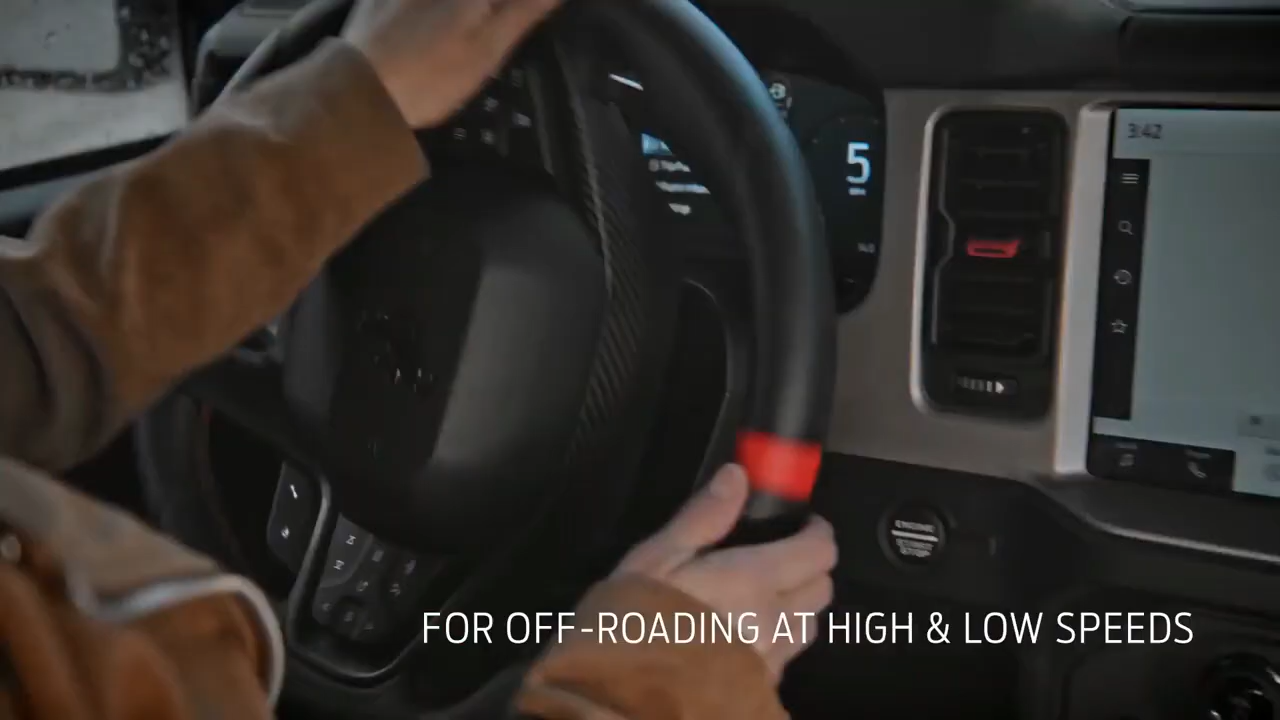 5
3:42
ENGINE
START
STOP
FOR OFF-ROADING AT HIGH & LOW SPEEDS